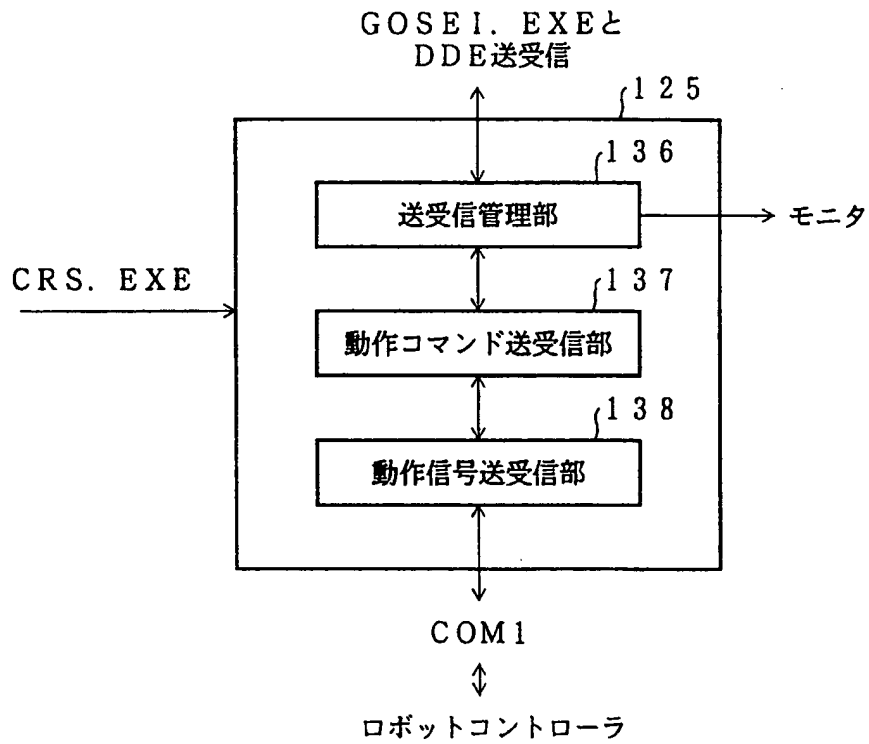 ＧＯＳＥＩ．ＥＸＥと
ＤＤＥ送受信
１２５
１３６
送受信管理部
モニタ
ＣＲＳ．ＥＸＥ
１３７
動作コマンド送受信部
１３８
動作信号送受信部
ＣＯＭ１
ロボットコントローラ